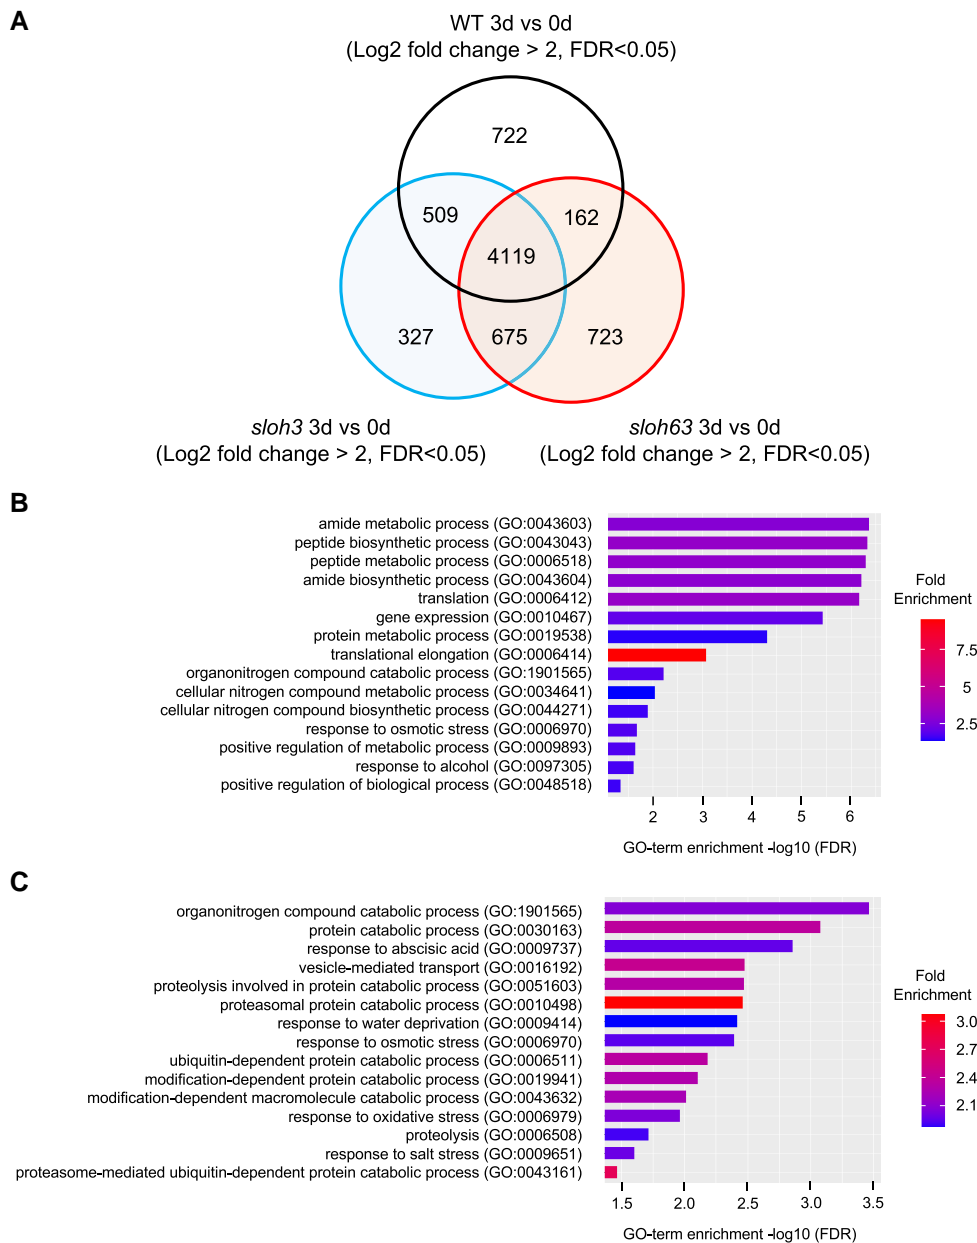 A
WT 3d vs 0d
(Log2 fold change > 2, FDR<0.05)
722
509
162
4119
327
675
723
sloh3 3d vs 0d
(Log2 fold change > 2, FDR<0.05)
sloh63 3d vs 0d
(Log2 fold change > 2, FDR<0.05)
B
amide metabolic process (GO:0043603)
peptide biosynthetic process (GO:0043043)
peptide metabolic process (GO:0006518)
amide biosynthetic process (GO:0043604)
translation (GO:0006412)
gene expression (GO:0010467)
protein metabolic process (GO:0019538)
translational elongation (GO:0006414)
organonitrogen compound catabolic process (GO:1901565)
cellular nitrogen compound metabolic process (GO:0034641)
cellular nitrogen compound biosynthetic process (GO:0044271)
response to osmotic stress (GO:0006970)
positive regulation of metabolic process (GO:0009893)
response to alcohol (GO:0097305)
positive regulation of biological process (GO:0048518)
2 3 4 5 6
GO-term enrichment -log10 (FDR)
Fold
Enrichment
7.5
5
2.5
C
organonitrogen compound catabolic process (GO:1901565)
protein catabolic process (GO:0030163)
response to abscisic acid (GO:0009737)
vesicle-mediated transport (GO:0016192)
proteolysis involved in protein catabolic process (GO:0051603)
proteasomal protein catabolic process (GO:0010498)
response to water deprivation (GO:0009414)
response to osmotic stress (GO:0006970)
ubiquitin-dependent protein catabolic process (GO:0006511)
modification-dependent protein catabolic process (GO:0019941)
modification-dependent macromolecule catabolic process (GO:0043632)
response to oxidative stress (GO:0006979)
proteolysis (GO:0006508)
response to salt stress (GO:0009651)
proteasome-mediated ubiquitin-dependent protein catabolic process (GO:0043161)
1.5 2.0 2.5 3.0 3.5
GO-term enrichment -log10 (FDR)
Fold
Enrichment
3.0
2.7
2.4
2.1